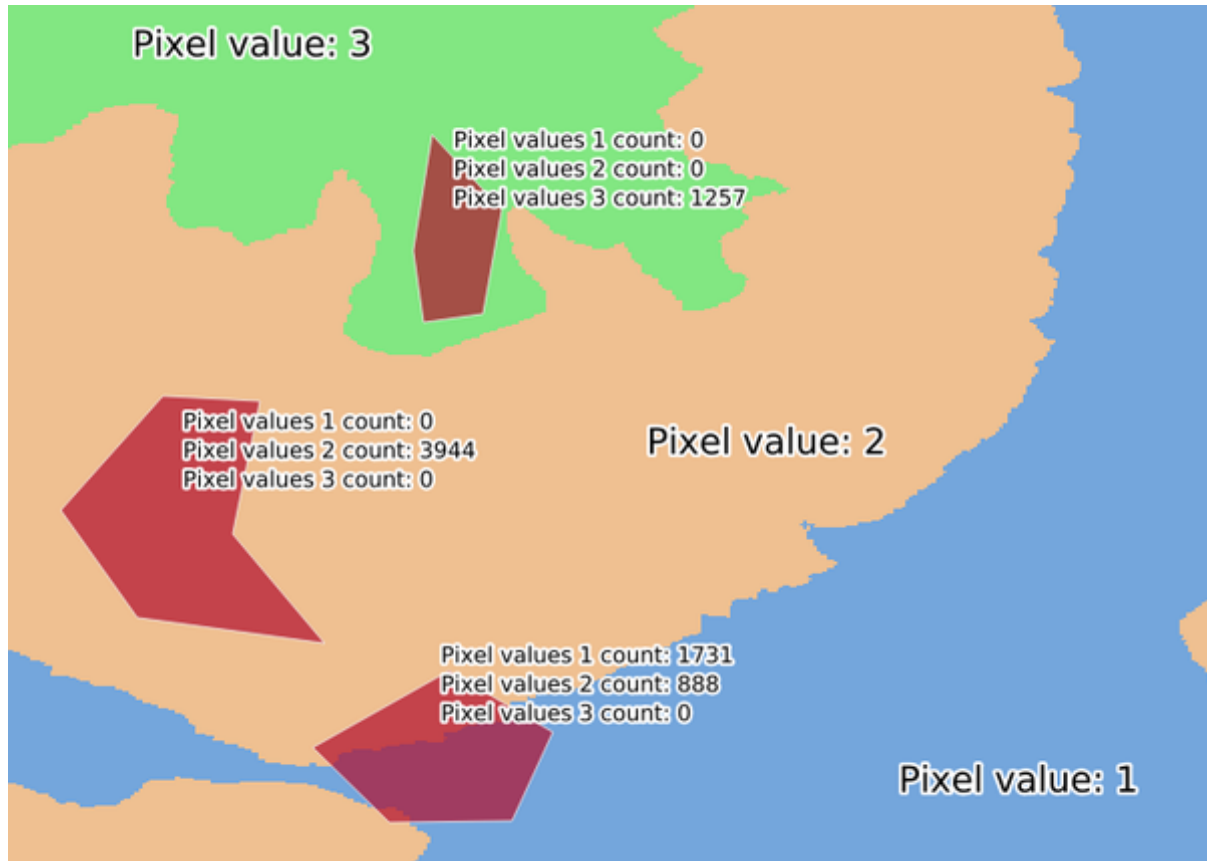 Pixel value: 3
Pixel values 1 count: 0
Pixel values 2 count: 0
Pixel values 3 count: 1257
Pixel values 1 count: 0
Pixel values 2 count: 3944
Pixel values 3 count: 0
Pixel value: 2
Pixel values 1 count: 1731
Pixel values 2 count: 888
Pixel values 3 count: 0
Pixel value: 1